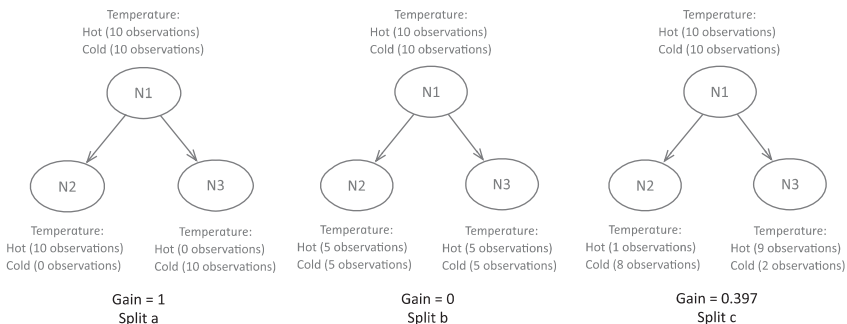 Temperature:
Hot (10 observations)
Cold (10 observations)
N1
N2
N3
Temperature:
Hot (10 observations)
Cold (0 observations)
Temperature:
Hot (0 observations)
Cold (10 observations)
Gain = 1
Split a
Temperature:
Hot (10 observations)
Cold (10 observations)
N1
N2
N3
Temperature:
Hot (5 observations)
Cold (5 observations)
Temperature:
Hot (5 observations)
Cold (5 observations)
Gain = 0
Split b
Temperature:
Hot (10 observations)
Cold (10 observations)
N1
N2
N3
Temperature:
Hot (1 observations)
Cold (8 observations)
Temperature:
Hot (9 observations)
Cold (2 observations)
Gain = 0.397
Split c